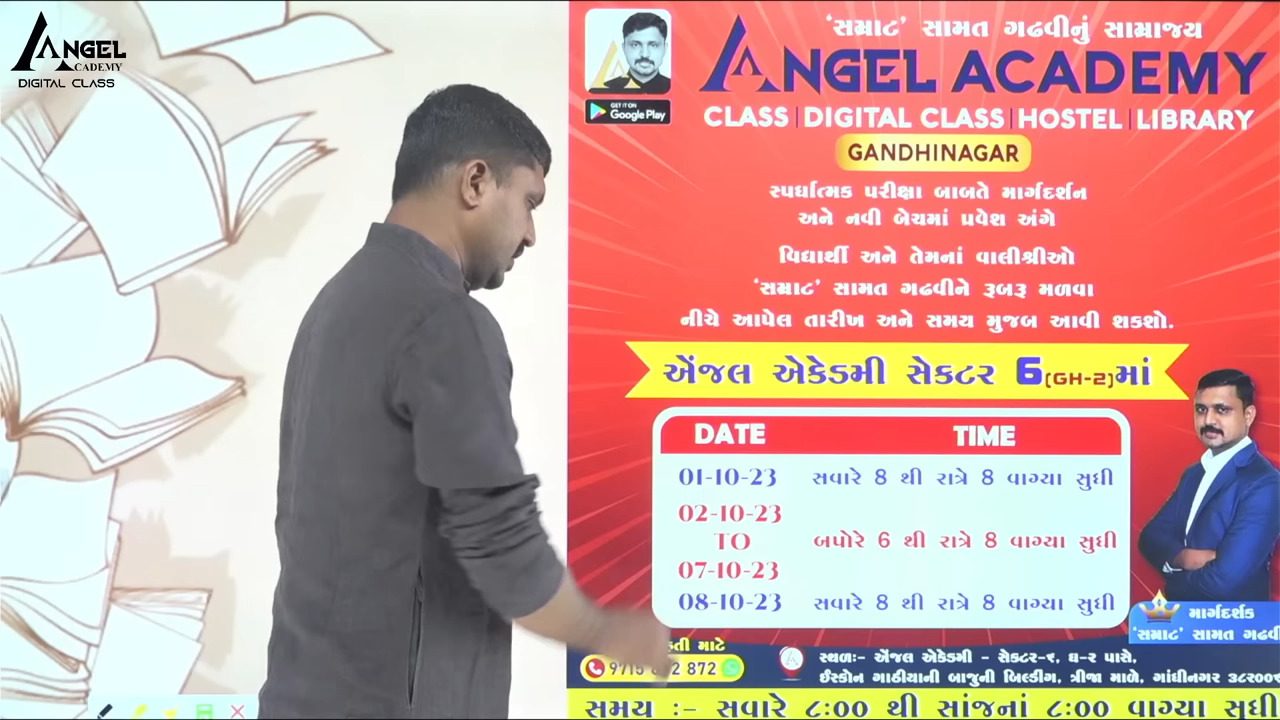 ANGEL
ACADEMY
DIGITAL CLASS
‘સમ્રાટ’ સામત ગઢવીનું સામ્રાજ્ય
ANGEL ACADEMY
GET IT ON
Google Play
CLASS | DIGITAL CLASS | HOSTEL | LIBRARY
GANDHINAGAR
સ્પર્ધાત્મક પરીક્ષા બાબતે માર્ગદર્શન
અને નવી બેચમાં પ્રવેશ અંગે
વિદ્યાર્થી અને તેમનાં વાલીશ્રીઓ
‘સમ્રાટ’ સામત ગઢવીને રૂબરૂ મળવા
નીચે આપેલ તારીખ અને સમય મુજબ આવી શકશો.
એંજલ એકેડમી સેક્ટર 6 (GH-2)માં
DATE TIME
01-10-23 સવારે 8 થી રાત્રે 8 વાગ્યા સુધી
02-10-23
TO બપોરે 6 થી રાત્રે 8 વાગ્યા સુધી
07-10-23
08-10-23 સવારે 8 થી રાત્રે 8 વાગ્યા સુધી
માર્ગદર્શક
‘સમ્રાટ’ સામત ગઢવી
માટે
2 872
સ્થળઃ- એંજલ એકેડમી - સેક્ટર-૬, ઘ-૨ પાસે,
ઈસ્કોન ગાંઠીયાની બાજુની બિલ્ડીંગ, ત્રીજા માળે, ગાંધીનગર
સમય :- સવારે ૮:૦૦ થી સાંજનાં ૮:૦૦ વાગ્યા સુધી